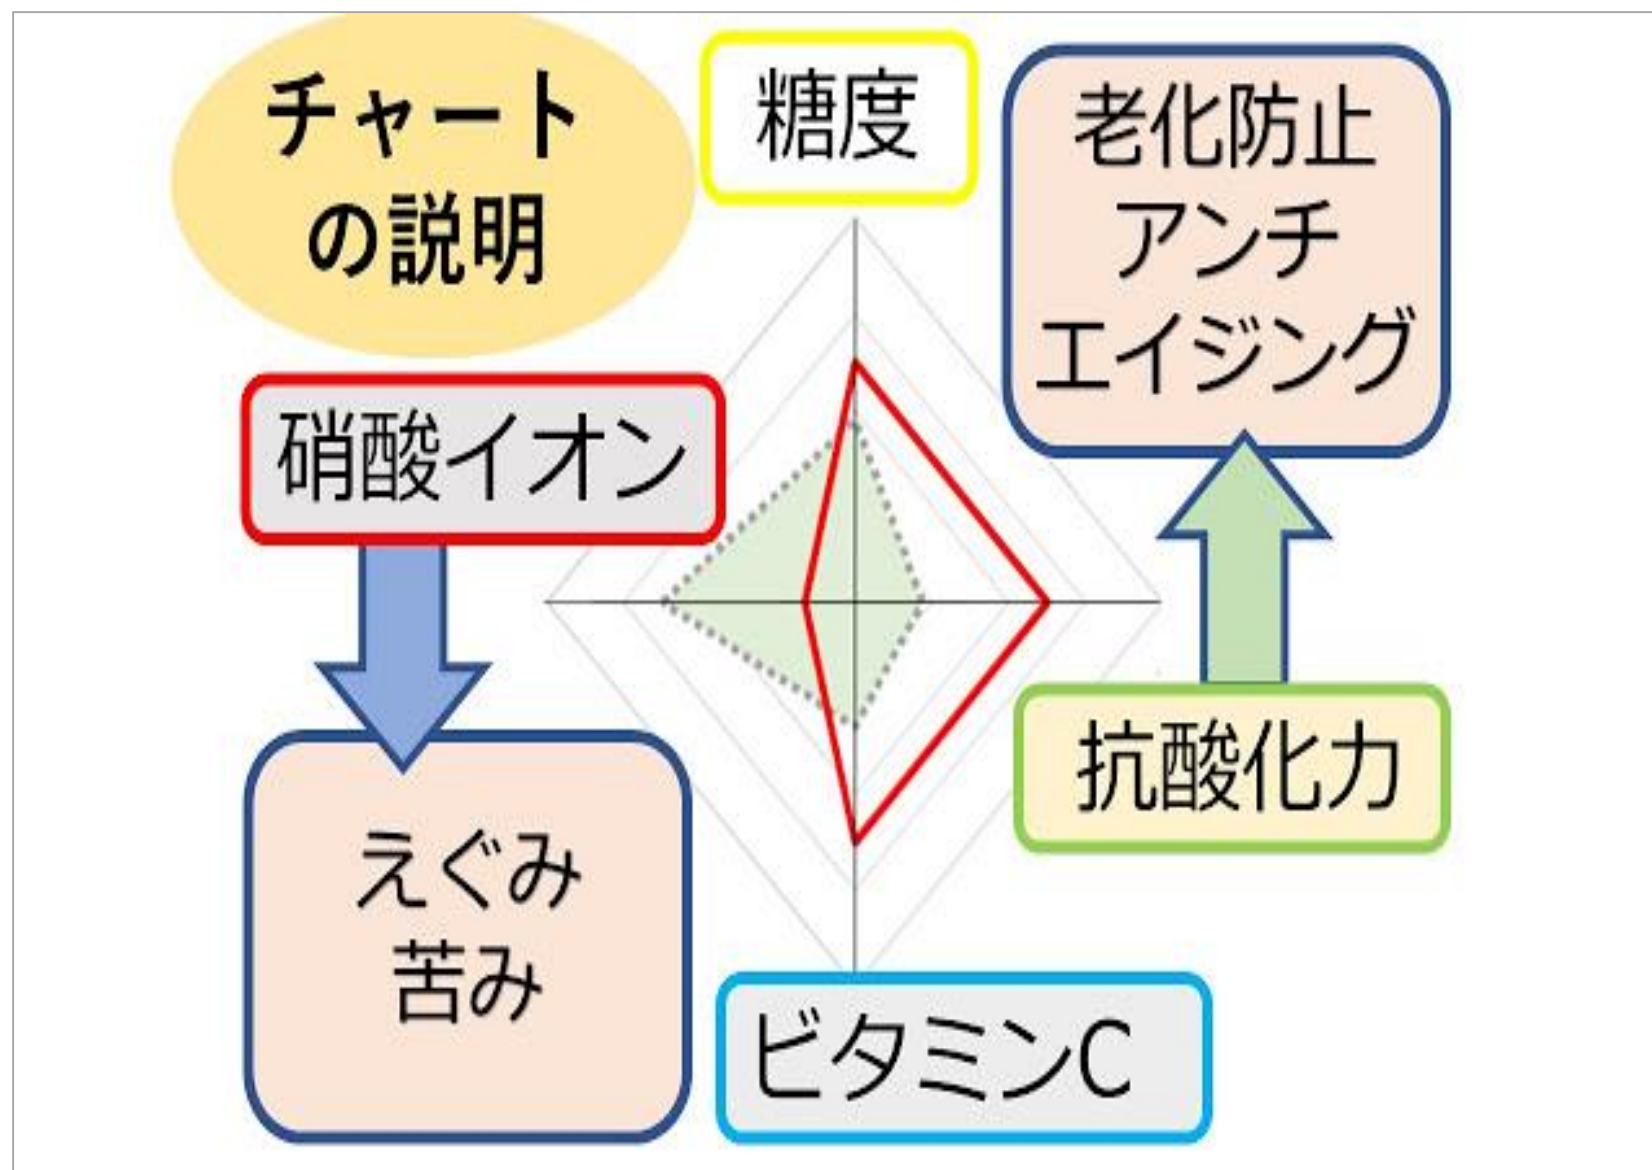 チャート
の説明
糖度
老化防止
アンチ
エイジング
硝酸イオン
抗酸化力
えぐみ
苦み
ビタミンC